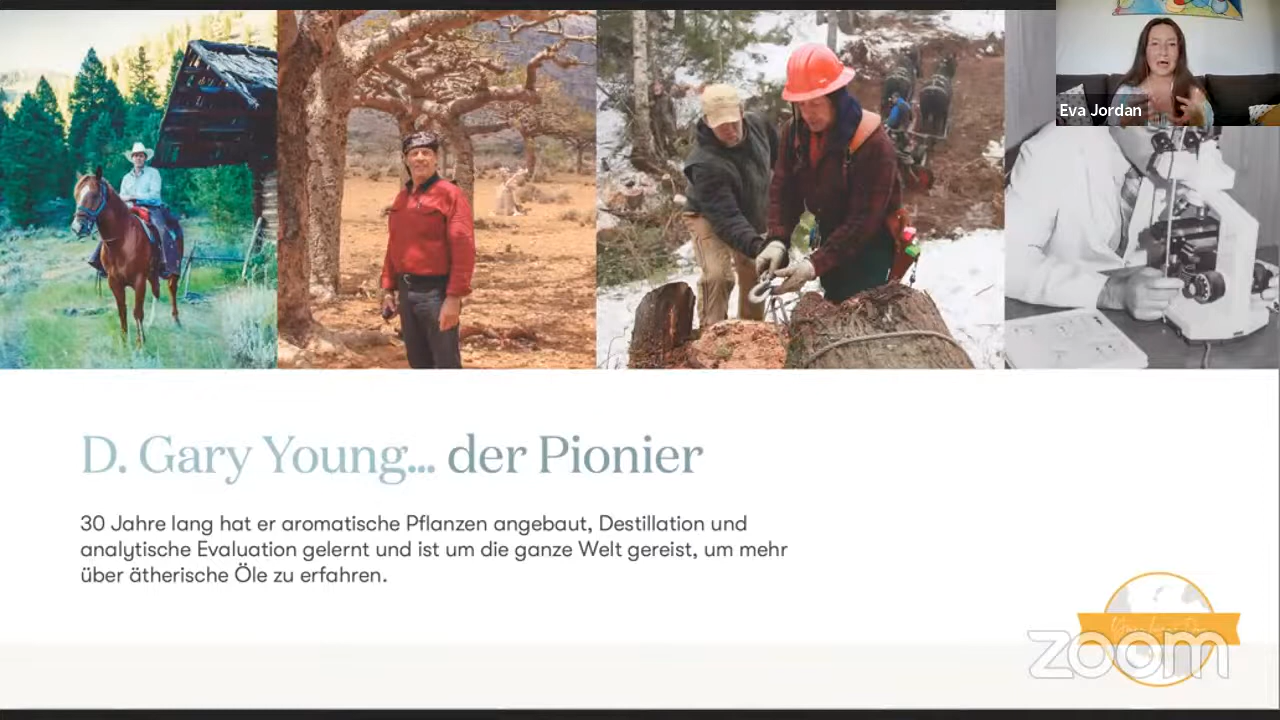 Eva Jordan
D. Gary Young... der Pionier
30 Jahre lang hat er aromatische Pflanzen angebaut, Destillation und
analytische Evaluation gelernt und ist um die ganze Welt gereist, um mehr
über ätherische Öle zu erfahren.
zoom